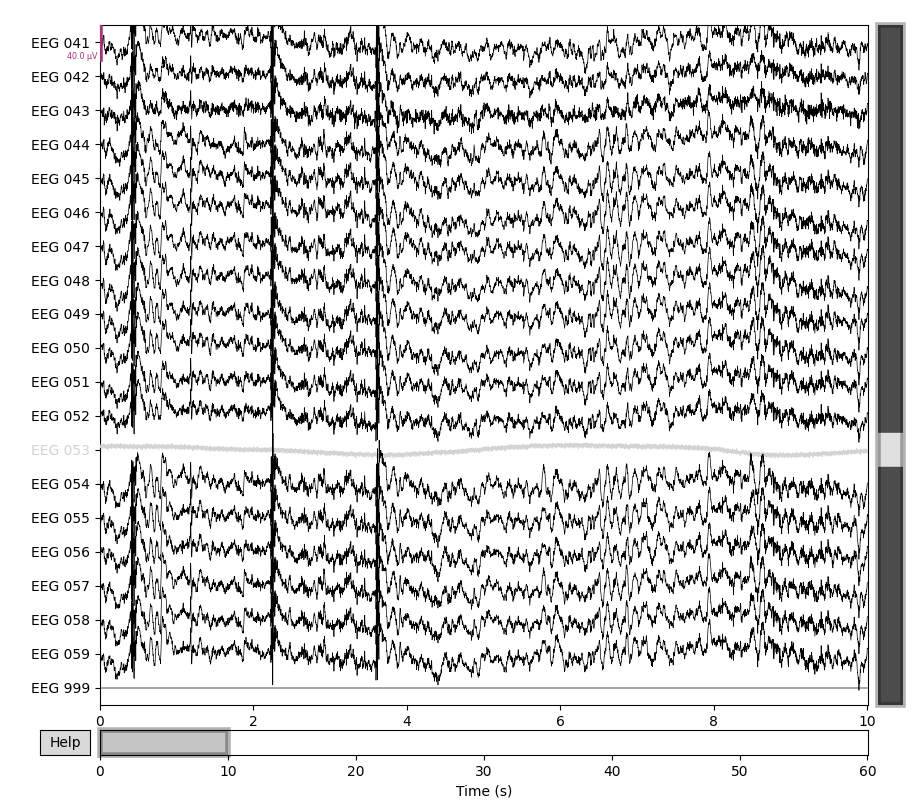 EEG 041
40.0 µV
EEG 042
EEG 043
EEG 044
EEG 045
EEG 046
EEG 047
EEG 048
EEG 049
EEG 050
EEG 051
EEG 052
EEG 053
EEG 054
EEG 055
EEG 056
EEG 057
EEG 058
EEG 059
EEG 999
0 2 4 6 8 10
Help
0 10 20 30 40 50 60
Time (s)